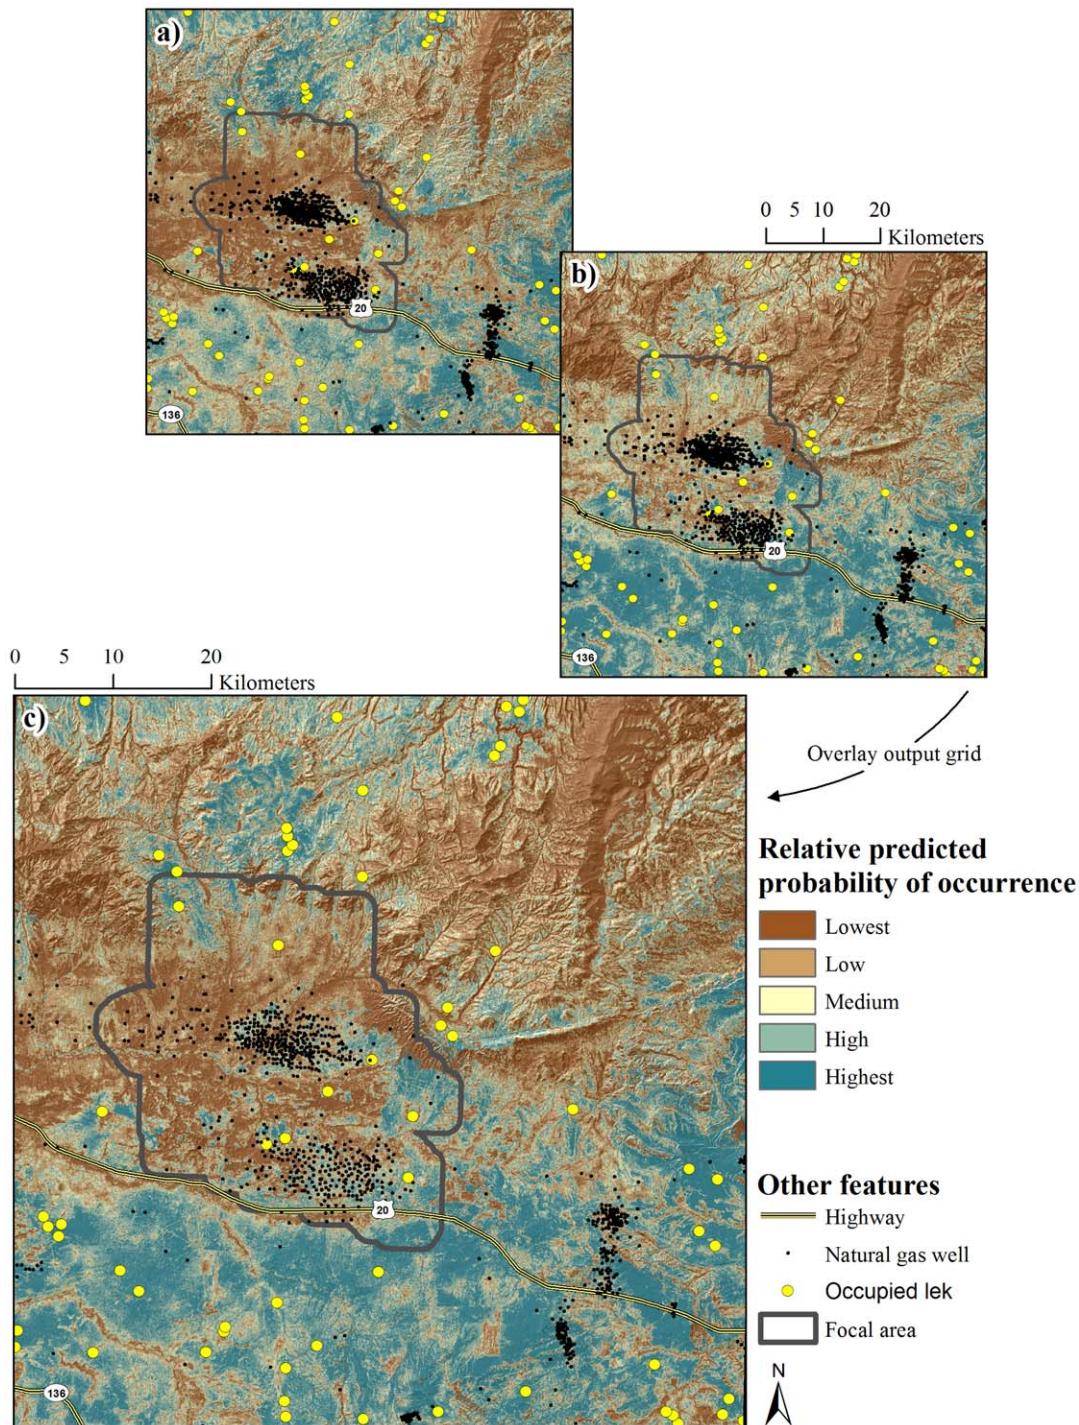 a)
20
136
0 5 10 20
Kilometers
b)
20
136
0 5 10 20
Kilometers
c)
20
136
Overlay output grid
Relative predicted
probability of occurrence
Lowest
Low
Medium
High
Highest
Other features
Highway
Natural gas well
Occupied lek
Focal area
N